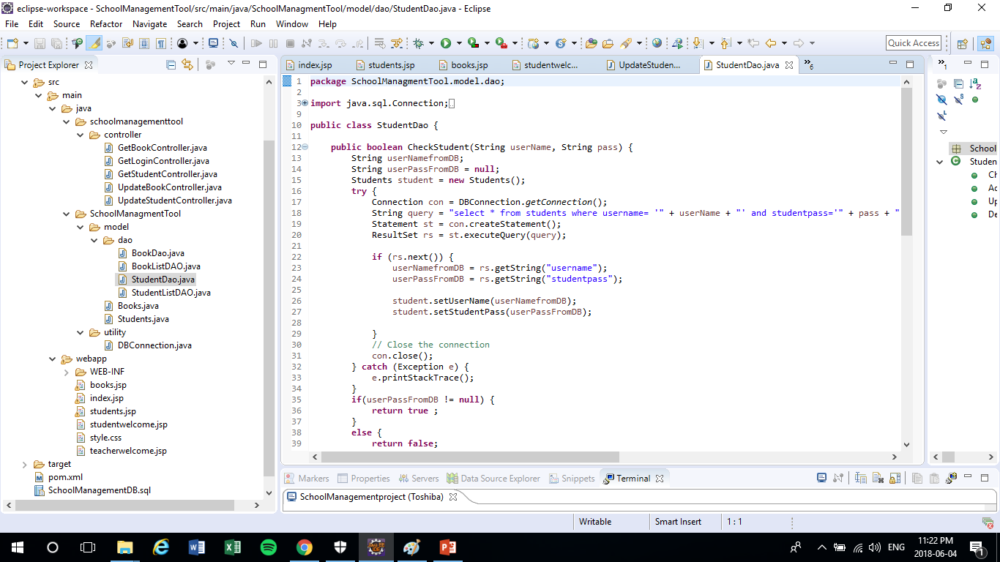 eclipse-workspace - SchoolManagementTool/src/main/java/SchoolManagmentTool/model/dao/StudentDao.java - Eclipse
File Edit Source Refactor Navigate Search Project Run Window Help
Quick Access
Project Explorer
index.jsp students.jsp books.jsp studentwelc... UpdateStuden... StudentDao.java »6
»1
src
main
java
schoolmanagementtool
controller
GetBookController.java
GetLoginController.java
GetStudentController.java
UpdateBookController.java
UpdateStudentController.java
SchoolManagmentTool
model
dao
BookDao.java
BookListDAO.java
StudentDao.java
StudentListDAO.java
Books.java
Students.java
utility
DBConnection.java
webapp
WEB-INF
books.jsp
index.jsp
students.jsp
studentwelcome.jsp
style.css
teacherwelcome.jsp
target
pom.xml
SchoolManagementDB.sql
1 package SchoolManagmentTool.model.dao;
2
3 import java.sql.Connection;
9
10 public class StudentDao {
11
12 public boolean CheckStudent(String userName, String pass) {
13 String userNamefromDB;
14 String userPassFromDB = null;
15 Students student = new Students();
16 try {
17 Connection con = DBConnection.getConnection();
18 String query = "select * from students where username= '" + userName + "' and studentpass='" + pass + "
19 Statement st = con.createStatement();
20 ResultSet rs = st.executeQuery(query);
21
22 if (rs.next()) {
23 userNamefromDB = rs.getString("username");
24 userPassFromDB = rs.getString("studentpass");
25
26 student.setUserName(userNamefromDB);
27 student.setStudentPass(userPassFromDB);
28
29 }
30 // Close the connection
31 con.close();
32 } catch (Exception e) {
33 e.printStackTrace();
34 }
35 if(userPassFromDB != null) {
36 return true ;
37 }
38 else {
39 return false;
School
Studen
Ch
Ac
Up
De
Markers Properties Servers Data Source Explorer Snippets Terminal
SchoolManagementproject (Toshiba)
Writable Smart Insert 1 : 1
ENG
11:22 PM
2018-06-04
1